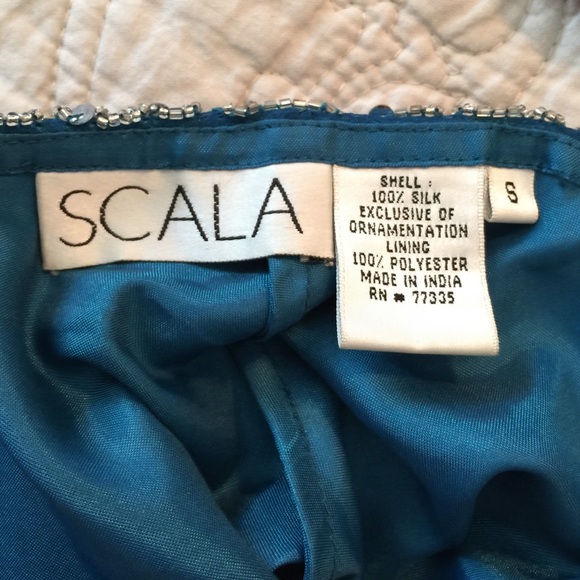 SCALA
SHELL :
100% SILK
EXCLUSIVE OF
ORNAMENTATION
LINING
100% POLYESTER
MADE IN INDIA
RN # 77335
S